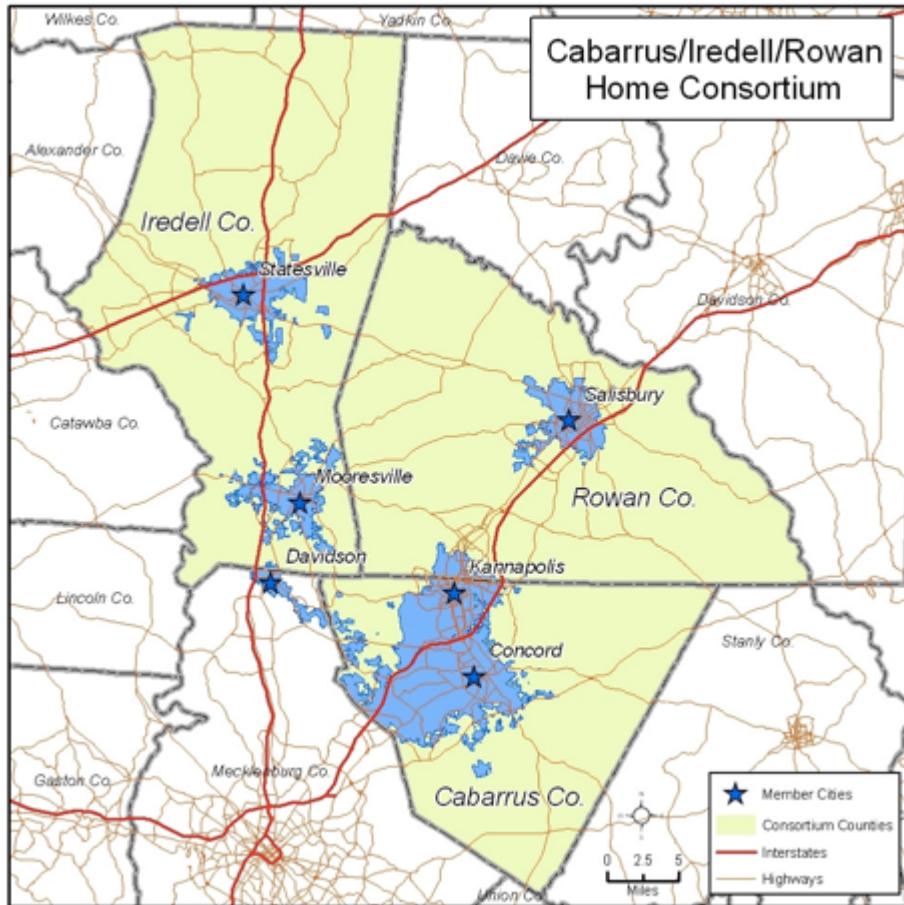 Wilkes Co.
Yadkin Co.
Cabarrus/Iredell/Rowan
Home Consortium
Alexander Co.
Davie Co.
Iredell Co.
Statesville
Davidson Co.
Salisbury
Catawba Co.
Mooresville
Rowan Co.
Davidson
Kannapolis
Lincoln Co.
Concord
Stanly Co.
Mecklenburg Co.
Gaston Co.
Cabarrus Co.
Member Cities
Consortium Counties
Interstates
Highways
0 2.5 5
Miles
Union Co.